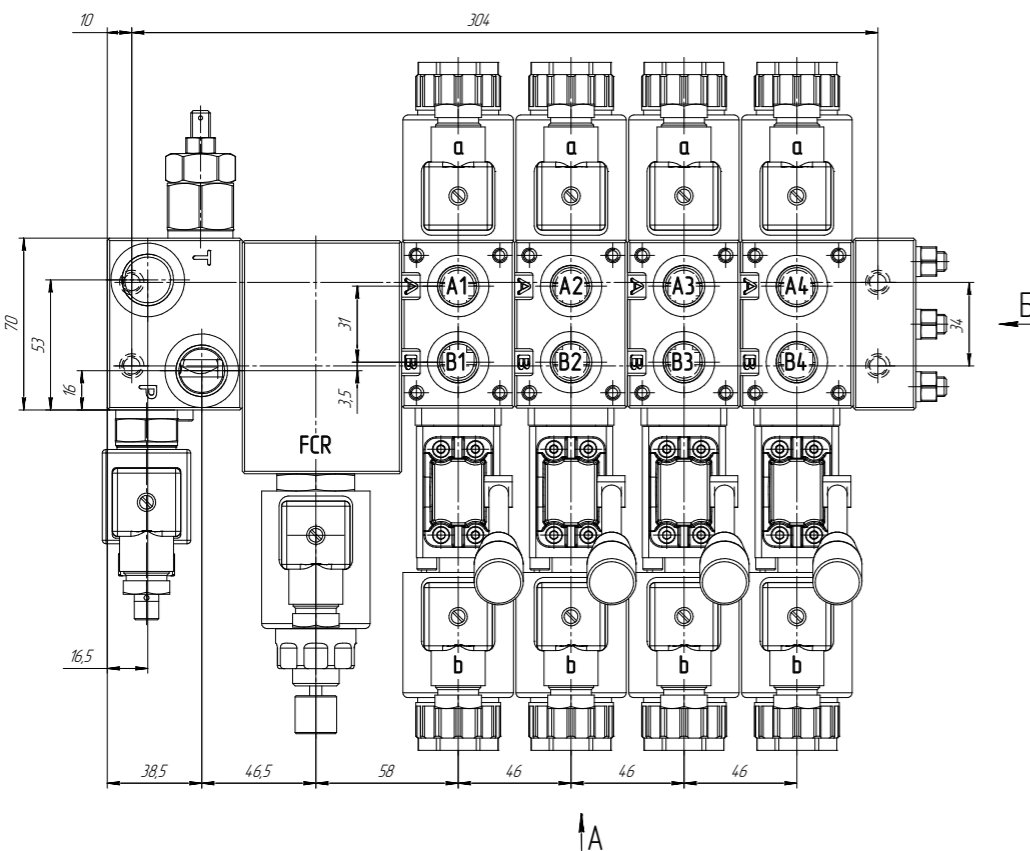 10 304
a a a a
T
A A1 A A2 A A3 A A4
B
70 53 31 34
B B1 B B2 B B3 B B4
16 P 3,5
FCR
16,5
b b b b
38,5 46,5 58 46 46 46
A